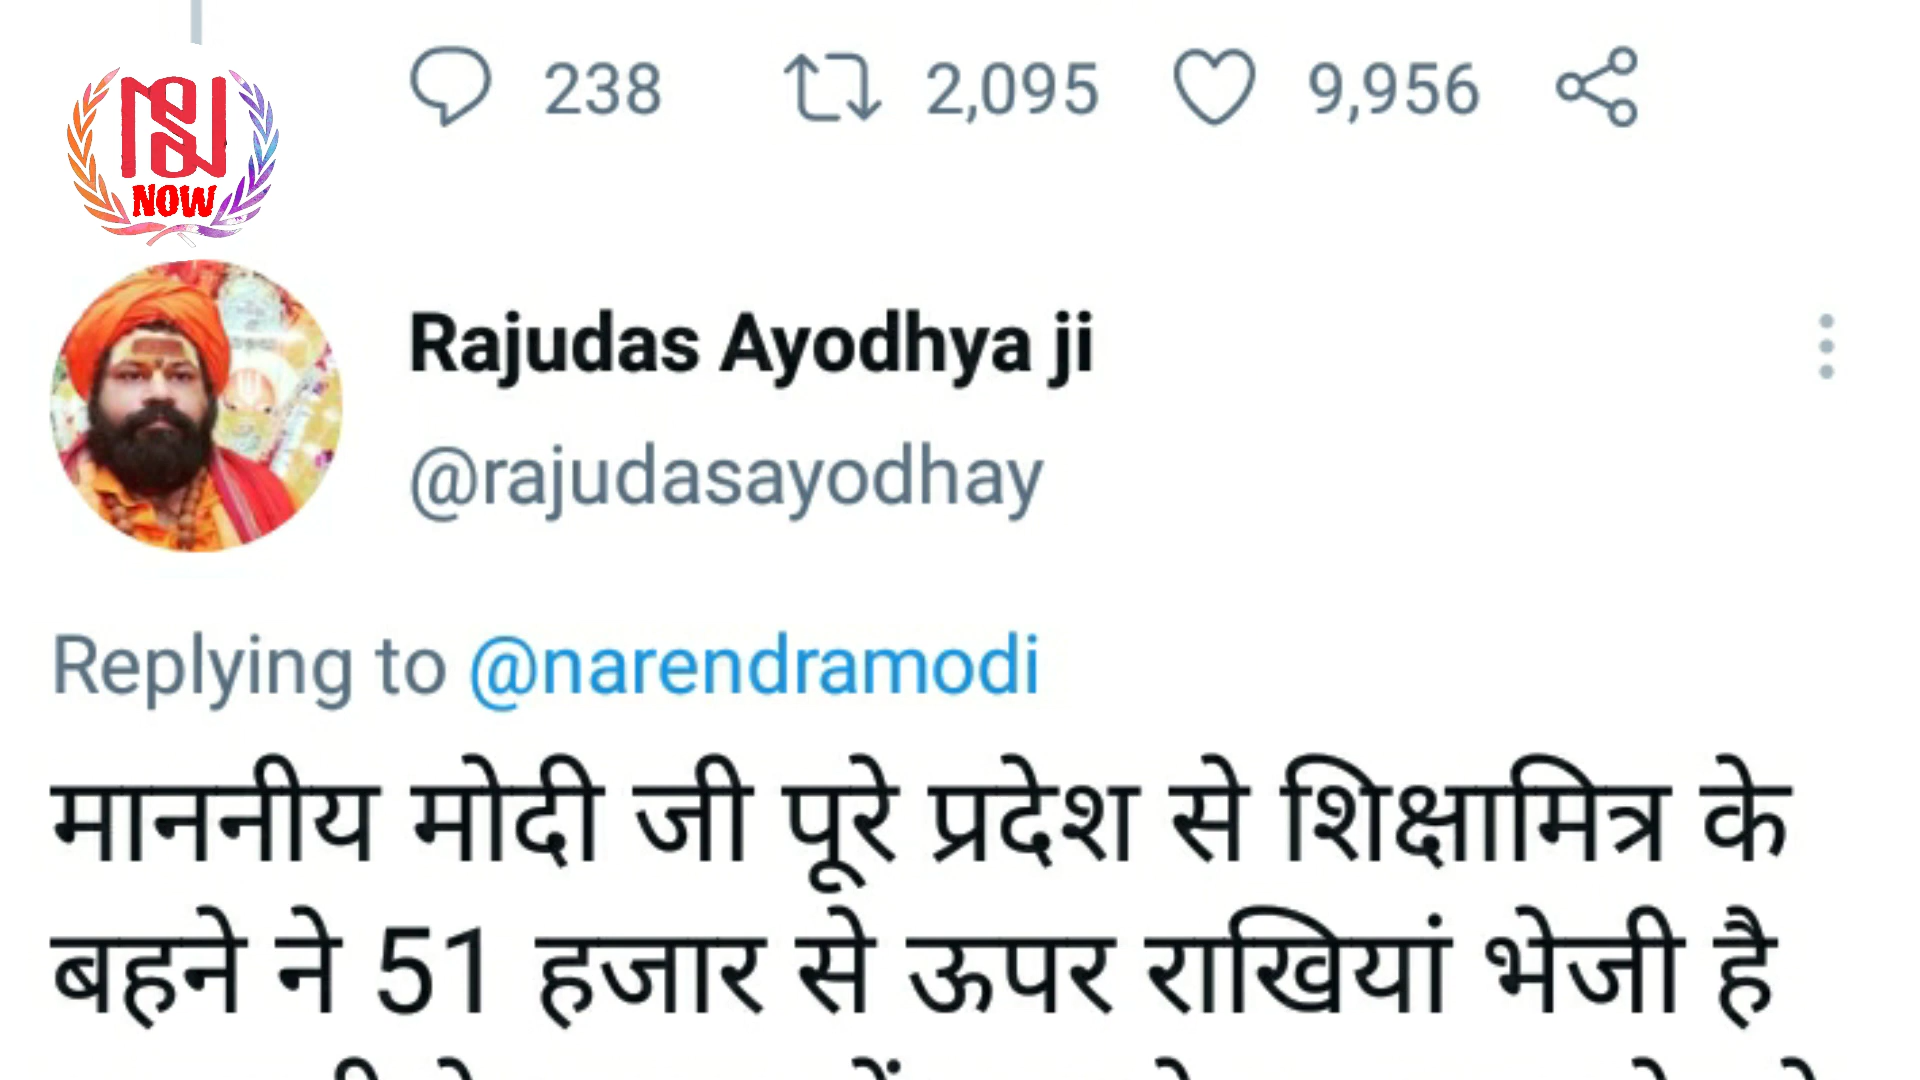 238 2,095 9,956
NOW
Rajudas Ayodhya ji
@rajudasayodhay
Replying to @narendramodi
माननीय मोदी जी पूरे प्रदेश से शिक्षामित्र के
बहने ने 51 हजार से ऊपर राखियां भेजी है